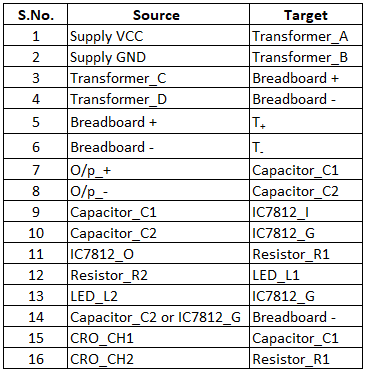 S.No. Source Target
1 Supply VCC Transformer_A
2 Supply GND Transformer_B
3 Transformer_C Breadboard +
4 Transformer_D Breadboard -
5 Breadboard + T+
6 Breadboard - T-
7 O/p_+ Capacitor_C1
8 O/p_- Capacitor_C2
9 Capacitor_C1 IC7812_I
10 Capacitor_C2 IC7812_G
11 IC7812_O Resistor_R1
12 Resistor_R2 LED_L1
13 LED_L2 IC7812_G
14 Capacitor_C2 or IC7812_G Breadboard -
15 CRO_CH1 Capacitor_C1
16 CRO_CH2 Resistor_R1